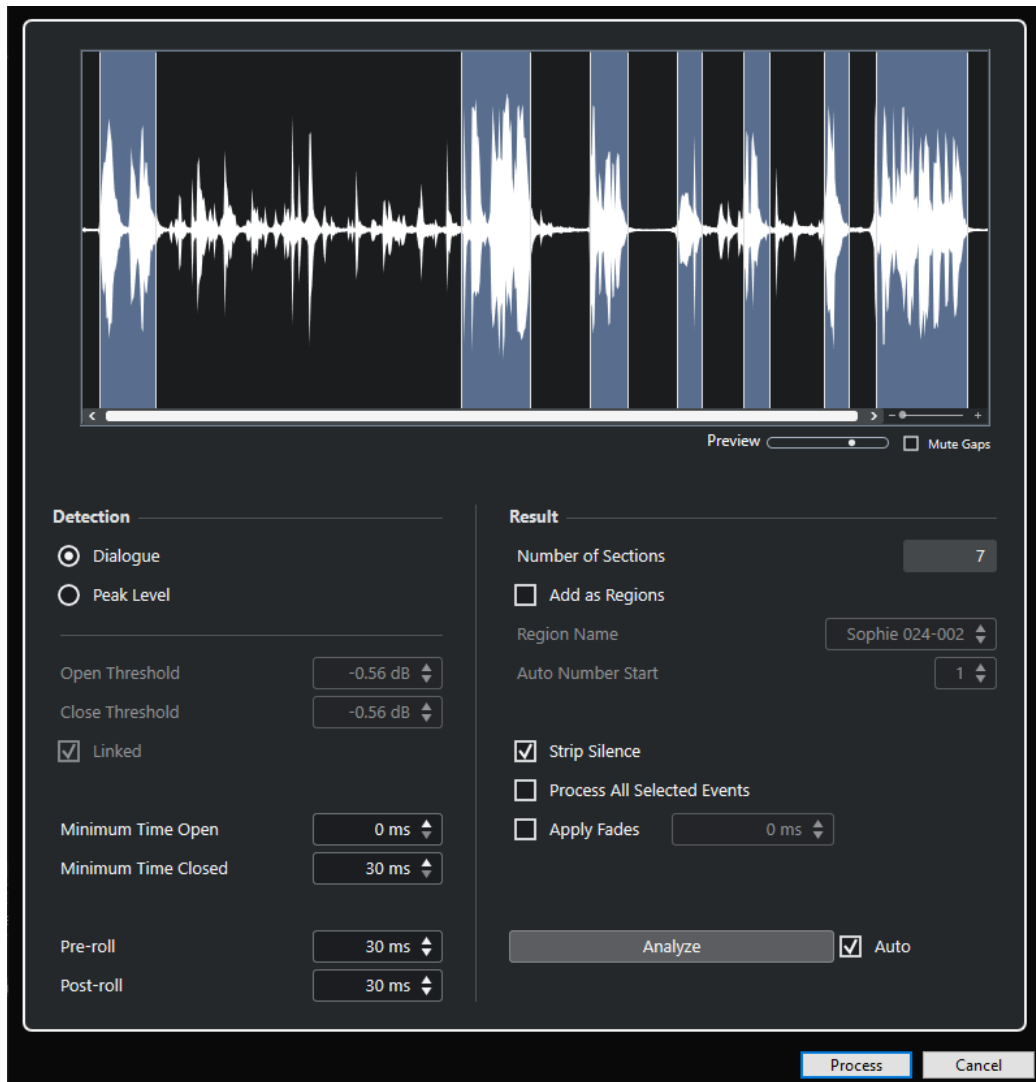 Preview
Mute Gaps
Detection
Dialogue
Peak Level
Open Threshold -0.56 dB
Close Threshold -0.56 dB
Linked
Minimum Time Open 0 ms
Minimum Time Closed 30 ms
Pre-roll 30 ms
Post-roll 30 ms
Result
Number of Sections 7
Add as Regions
Region Name Sophie 024-002
Auto Number Start 1
Strip Silence
Process All Selected Events
Apply Fades 0 ms
Analyze
Auto
Process
Cancel